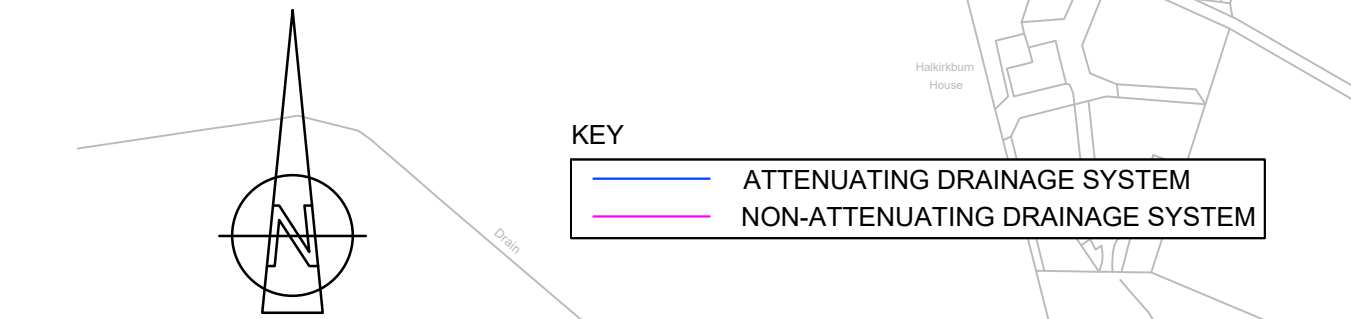 Halkirkburn
House
KEY
ATTENUATING DRAINAGE SYSTEM
NON-ATTENUATING DRAINAGE SYSTEM
N
Drain